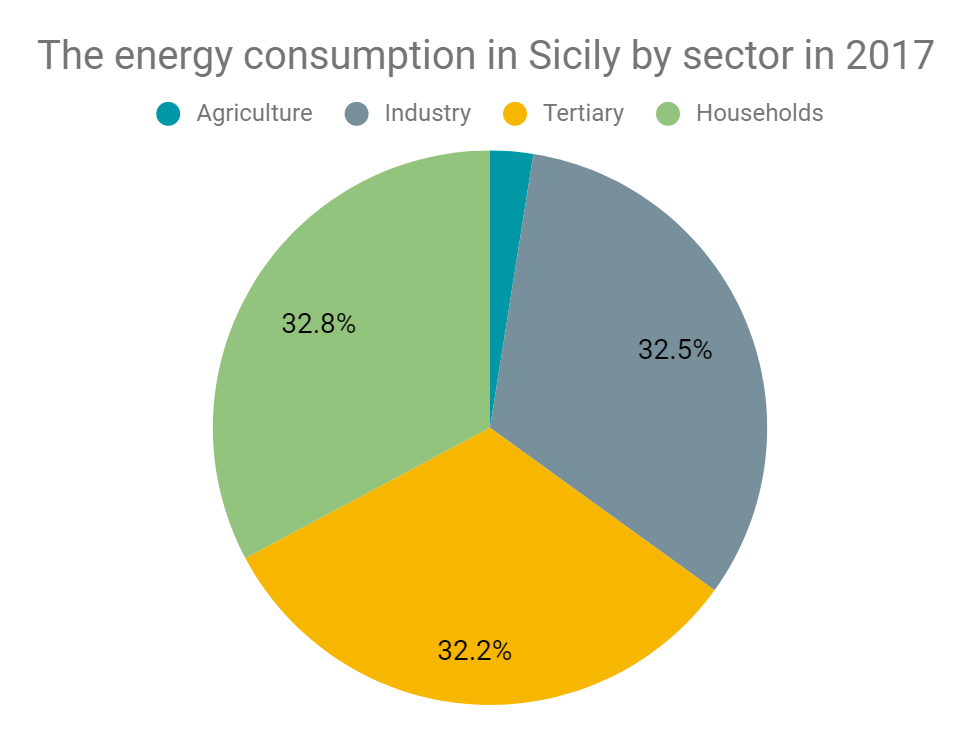 The energy consumption in Sicily by sector in 2017
Agriculture Industry Tertiary Households
32.8%
32.5%
32.2%